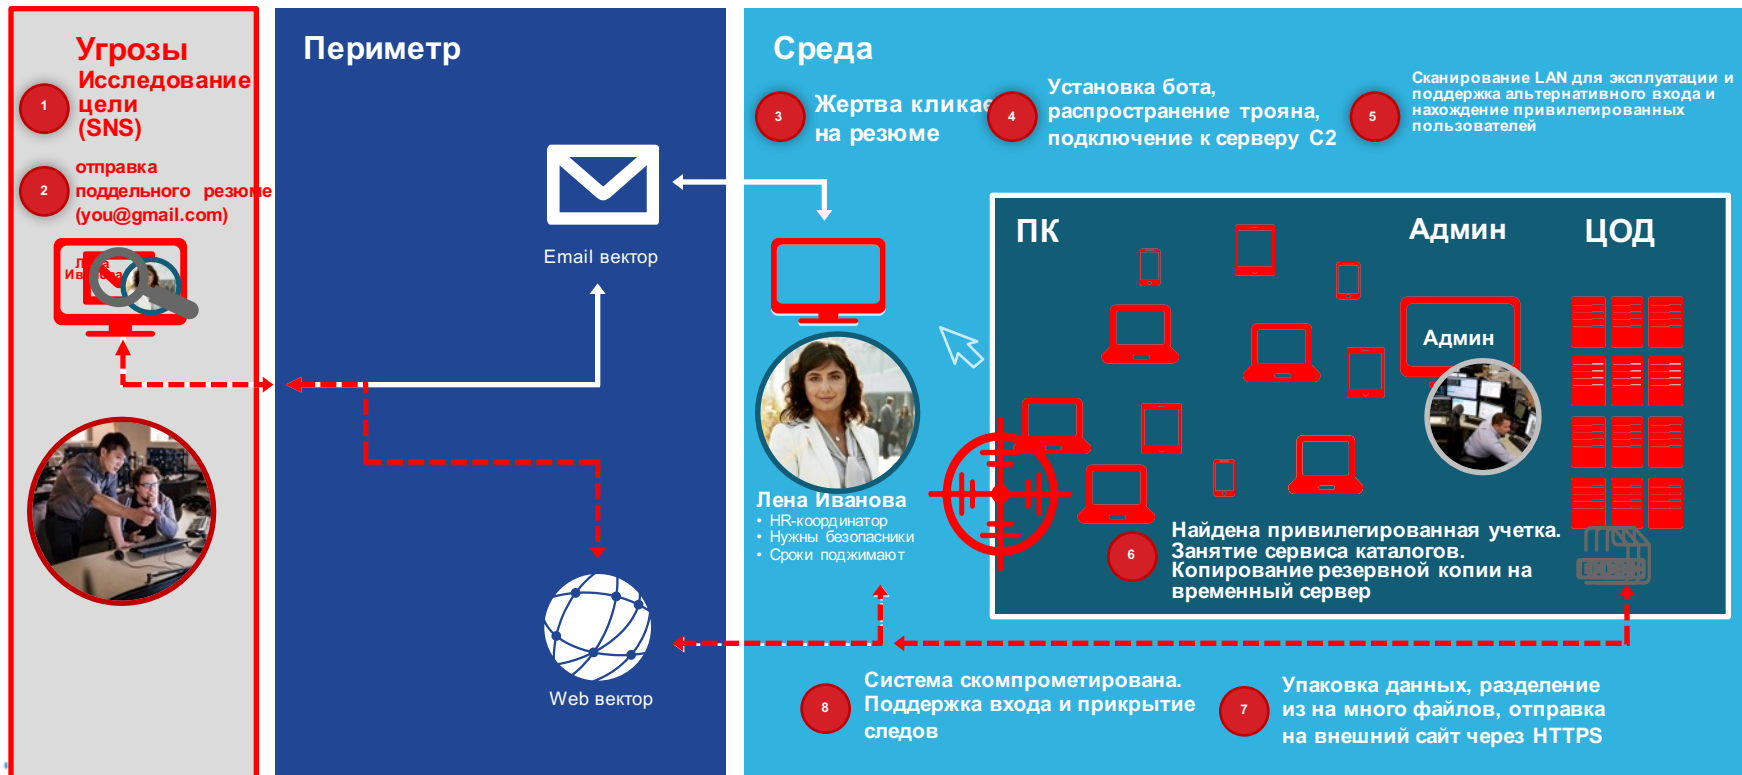 Угрозы
1
Исследование
цели
(SNS)
2
отправка
поддельного резюме
(you@gmail.com)
Периметр
Email вектор
Web вектор
Среда
3
Жертва кликае
на резюме
4
Установка бота,
распространение трояна,
подключение к серверу C2
5
Сканирование LAN для эксплуатации и
поддержка альтернативного входа и
нахождение привилегированных
пользователей
Лена Иванова
• HR-координатор
• Нужны безопасники
• Сроки поджимают
ПК
Админ
ЦОД
Админ
6
Найдена привилегированная учетка.
Занятие сервиса каталогов.
Копирование резервной копии на
временный сервер
8
Система скомпрометирована.
Поддержка входа и прикрытие
следов
7
Упаковка данных, разделение
из на много файлов, отправка
на внешний сайт через HTTPS